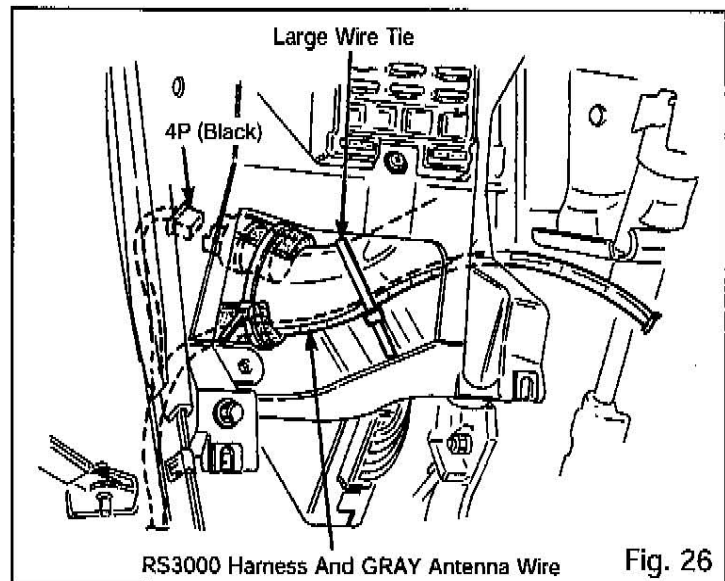 Large Wire Tie
4P (Black)
RS3000 Harness And GRAY Antenna Wire
Fig. 26